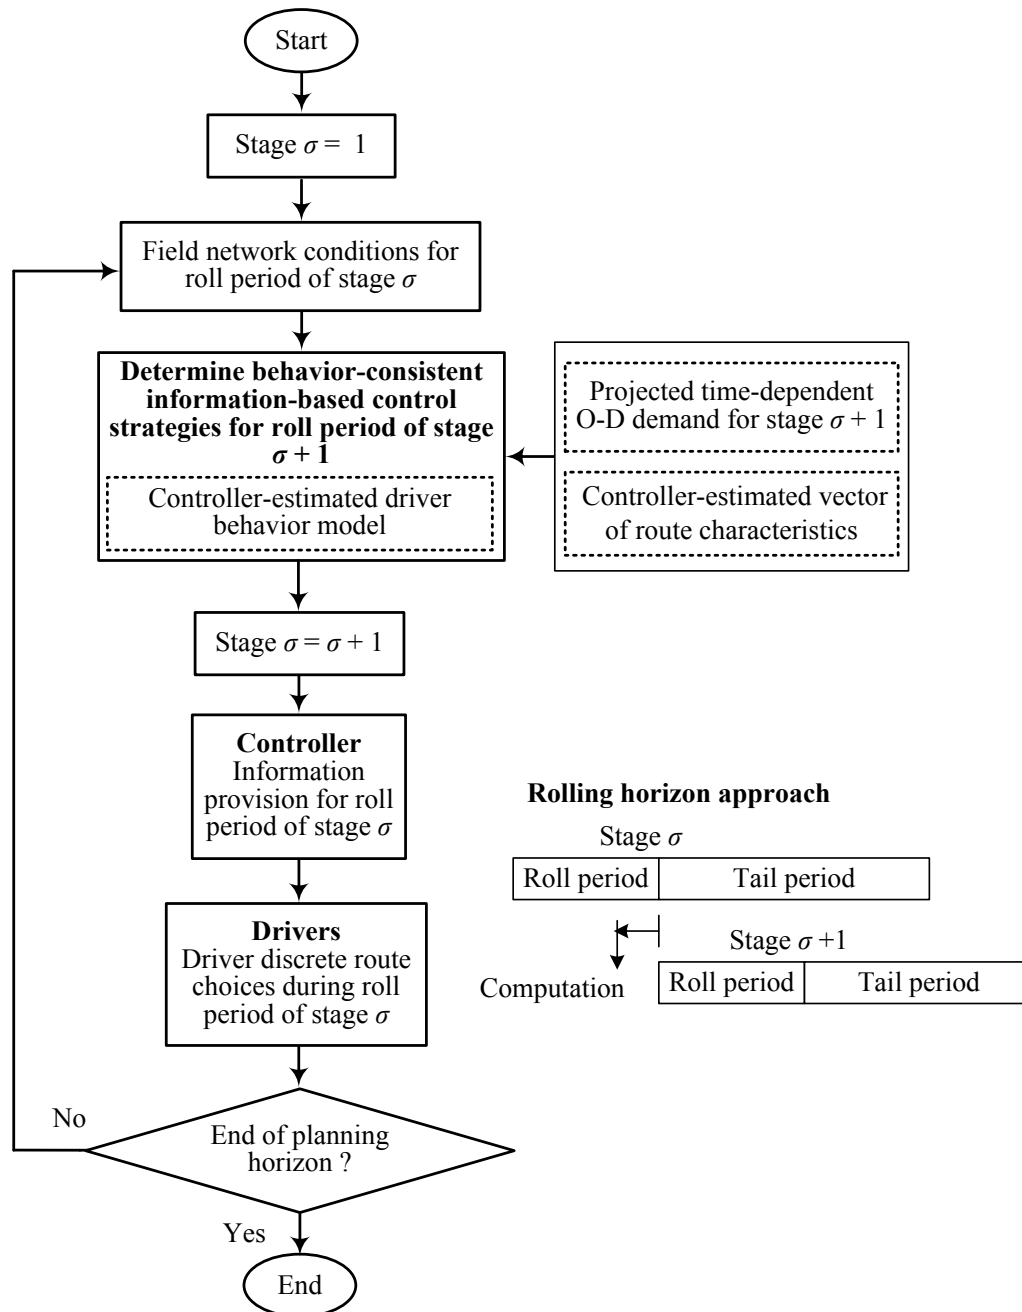 Start
Stage σ = 1
Field network conditions for
roll period of stage σ
Determine behavior-consistent
information-based control
strategies for roll period of stage
σ + 1
Controller-estimated driver
behavior model
Projected time-dependent
O-D demand for stage σ + 1
Controller-estimated vector
of route characteristics
Stage σ = σ + 1
Controller
Information
provision for roll
period of stage σ
Drivers
Driver discrete route
choices during roll
period of stage σ
End of planning
horizon ?
No
Yes
End
Rolling horizon approach
Stage σ
Roll period
Tail period
Computation
Stage σ +1
Roll period
Tail period